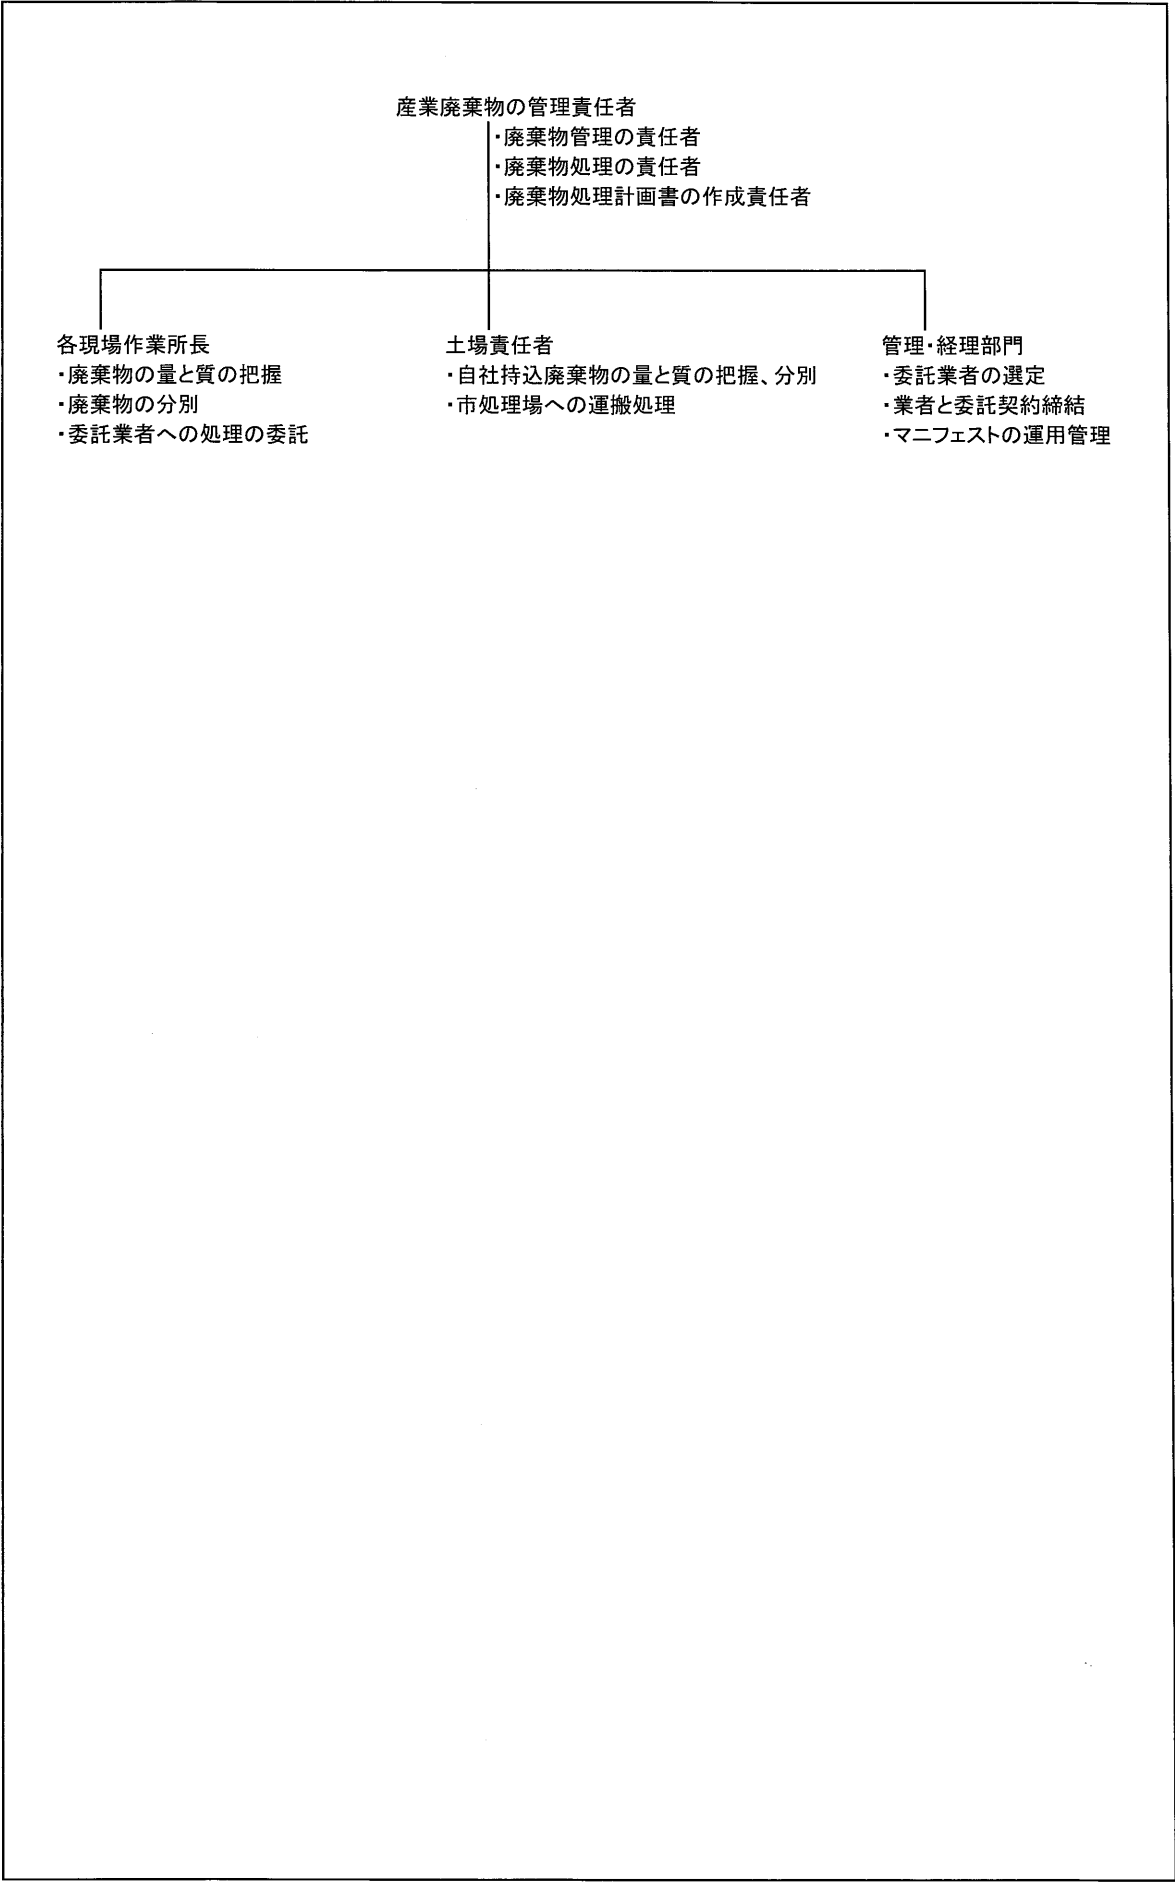 産業廃棄物の管理責任者
・廃棄物管理の責任者
・廃棄物処理の責任者
・廃棄物処理計画書の作成責任者
各現場作業所長
・廃棄物の量と質の把握
・廃棄物の分別
・委託業者への処理の委託
土場責任者
・自社持込廃棄物の量と質の把握、分別
・市処理場への運搬処理
管理・経理部門
・委託業者の選定
・業者と委託契約締結
・マニフェストの運用管理